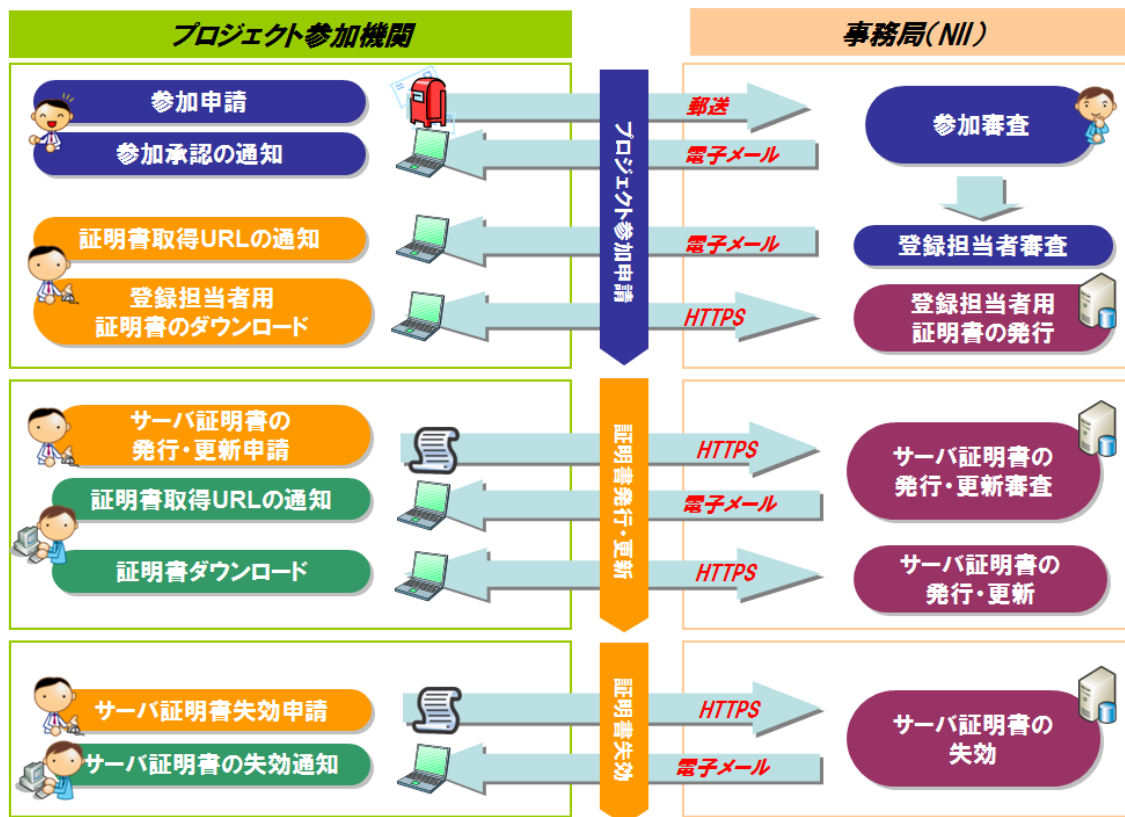 プロジェクト参加機関
事務局(NII)
参加申請
郵送
参加審査
参加承認の通知
電子メール
プロジェクト参加申請
証明書取得URLの通知
電子メール
登録担当者審査
登録担当者用
証明書のダウンロード
HTTPS
登録担当者用
証明書の発行
サーバ証明書の
発行・更新申請
HTTPS
サーバ証明書の
発行・更新審査
証明書発行・更新
証明書取得URLの通知
電子メール
証明書ダウンロード
HTTPS
サーバ証明書の
発行・更新
サーバ証明書失効申請
HTTPS
サーバ証明書の
失効
証明書失効
サーバ証明書の失効通知
電子メール